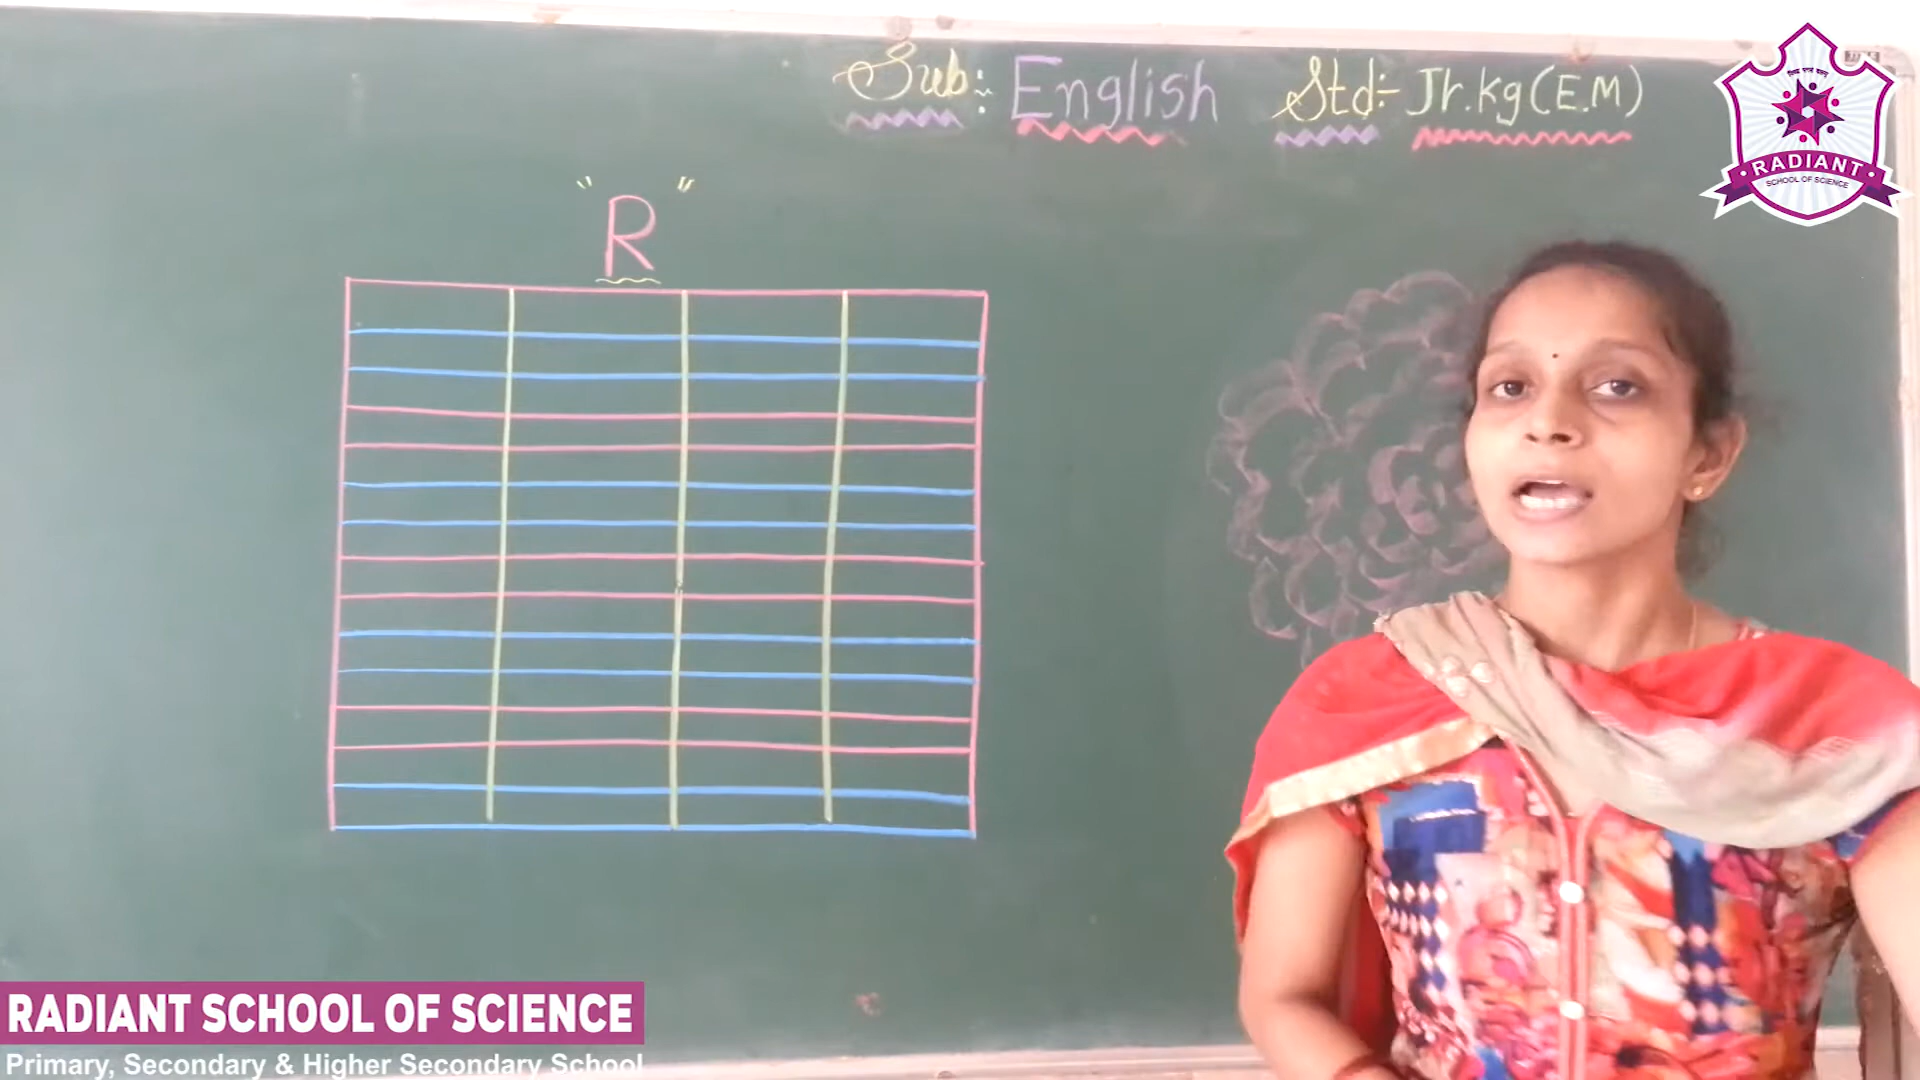 Sub:- English Std:- Jr.Kg(E.M)
"R"
RADIANT
SCHOOL OF SCIENCE
RADIANT SCHOOL OF SCIENCE
Primary, Secondary & Higher Secondary School